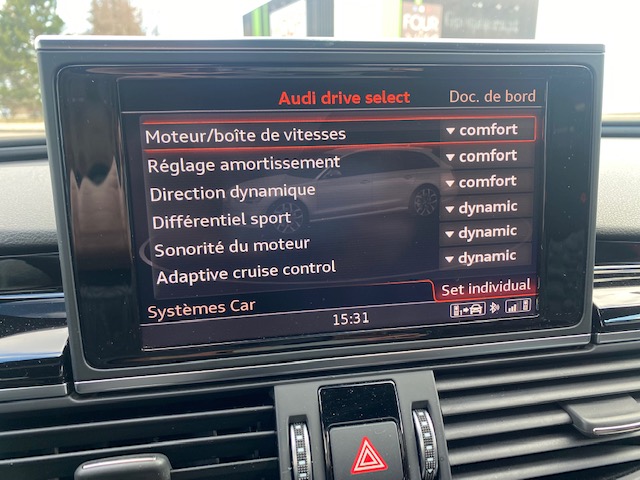 FOUR
Audi drive select Doc. de bord
Moteur/boîte de vitesses comfort
Réglage amortissement comfort
Direction dynamique comfort
Différentiel sport dynamic
Sonorité du moteur dynamic
Adaptive cruise control dynamic
Set individual
Systèmes Car
15:31